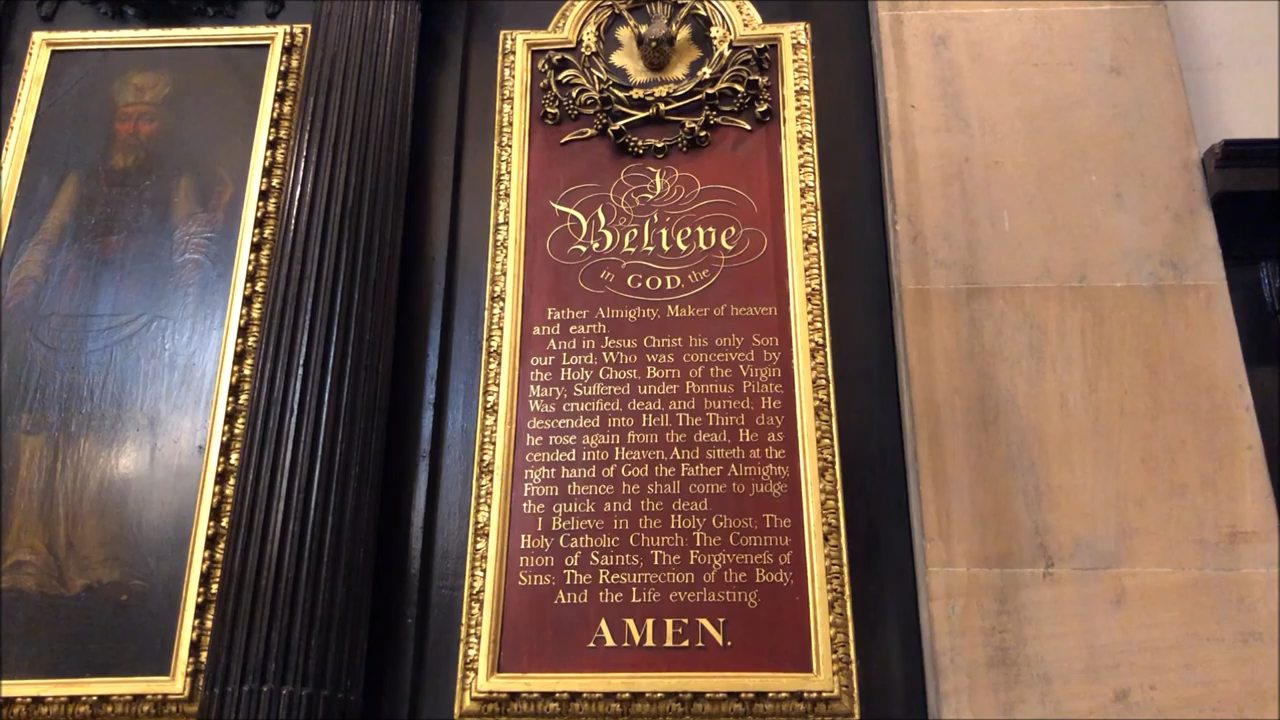 I
Believe
in GOD, the
Father Almighty, Maker of heaven
and earth.
And in Jesus Christ his only Son
our Lord; Who was conceived by
the Holy Ghost, Born of the Virgin
Mary; Suffered under Pontius Pilate,
Was crucified, dead, and buried; He
descended into Hell. The Third day
he rose again from the dead, He as-
cended into Heaven, And sitteth at the
right hand of God the Father Almighty;
From thence he shall come to judge
the quick and the dead.
I Believe in the Holy Ghost; The
Holy Catholic Church: The Commu-
nion of Saints; The Forgiveneſs of
Sins; The Resurrection of the Body,
And the Life everlasting.
AMEN.